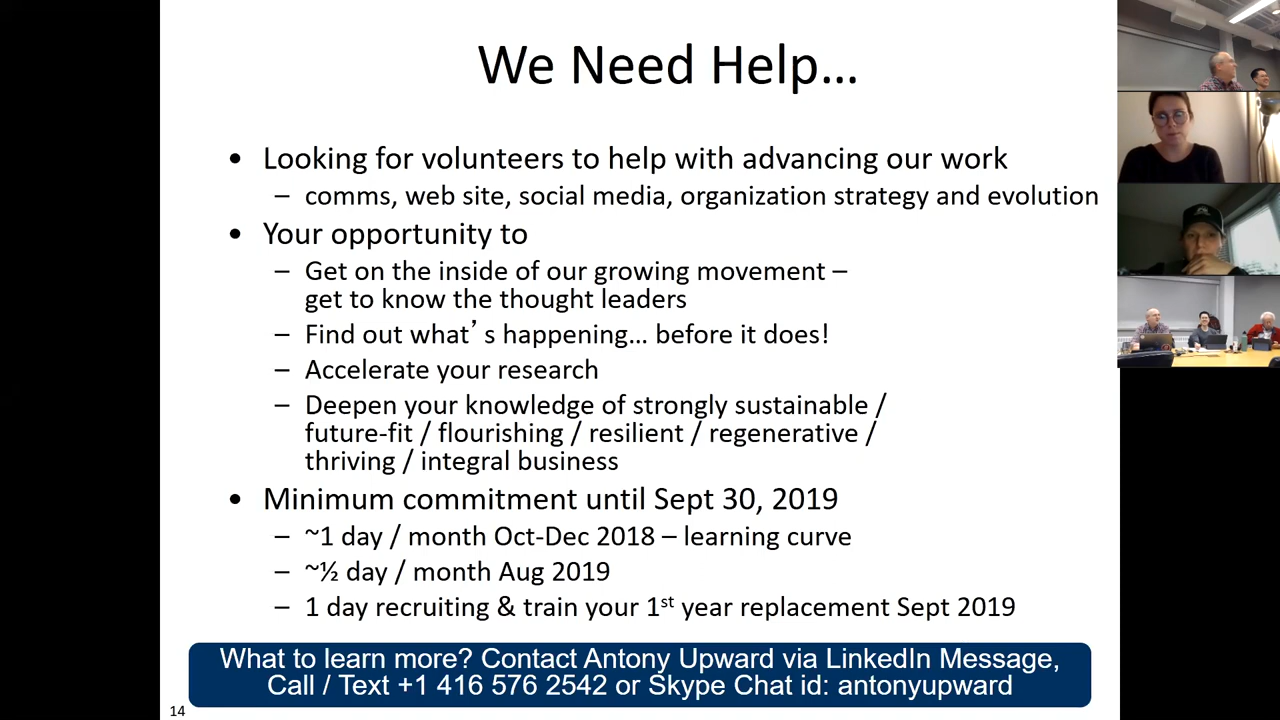 We Need Help…
• Looking for volunteers to help with advancing our work
– comms, web site, social media, organization strategy and evolution
• Your opportunity to
– Get on the inside of our growing movement –
get to know the thought leaders
– Find out what’s happening… before it does!
– Accelerate your research
– Deepen your knowledge of strongly sustainable /
future-fit / flourishing / resilient / regenerative /
thriving / integral business
• Minimum commitment until Sept 30, 2019
– ~1 day / month Oct-Dec 2018 – learning curve
– ~½ day / month Aug 2019
– 1 day recruiting & train your 1st year replacement Sept 2019
What to learn more? Contact Antony Upward via LinkedIn Message,
Call / Text +1 416 576 2542 or Skype Chat id: antonyupward
14